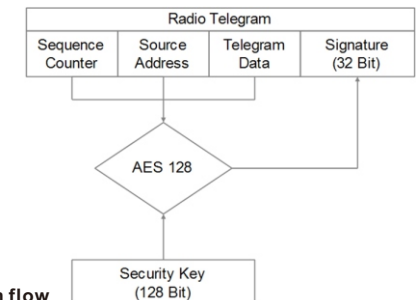 Radio Telegram
Sequence Counter
Source Address
Telegram Data
Signature (32 Bit)
AES 128
Security Key
(128 Bit)
flow